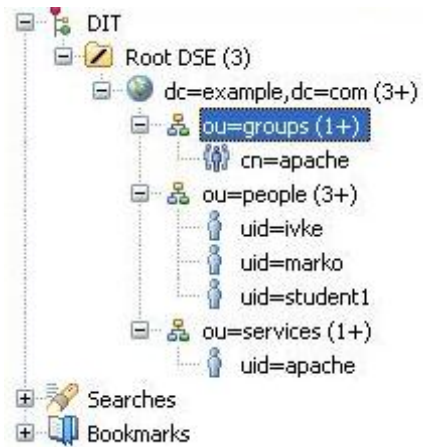 DIT
Root DSE (3)
dc=example,dc=com (3+)
ou=groups (1+)
cn=apache
ou=people (3+)
uid=ivke
uid=marko
uid=student1
ou=services (1+)
uid=apache
Searches
Bookmarks